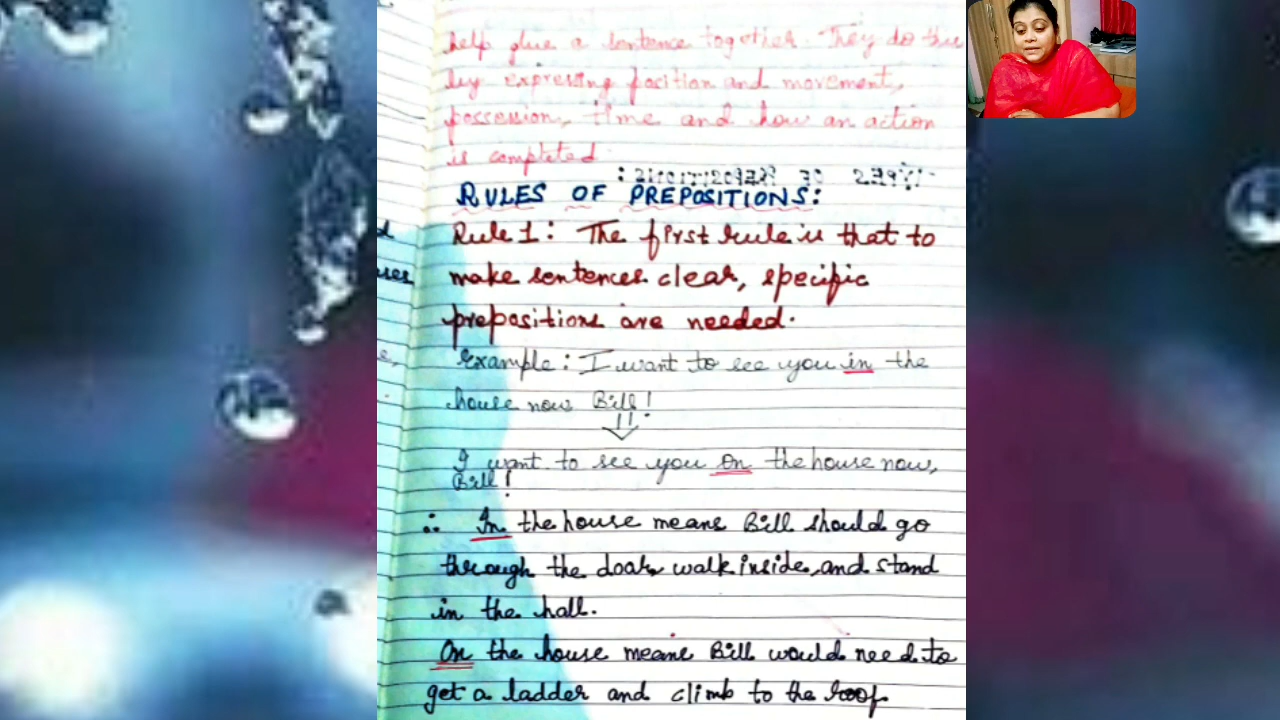 help glue a sentence together. They do this
by expressing position and movement,
possession, time and how an action
is completed.
RULES OF PREPOSITIONS:
Rule 1: The first rule is that to
make sentences clear, specific
prepositions are needed.
Example: I want to see you in the
house now Bill!
I want to see you On the house now,
Bill!
∴ In the house means Bill should go
through the door, walk inside, and stand
in the hall.
On the house means Bill would need to
get a ladder and climb to the roof